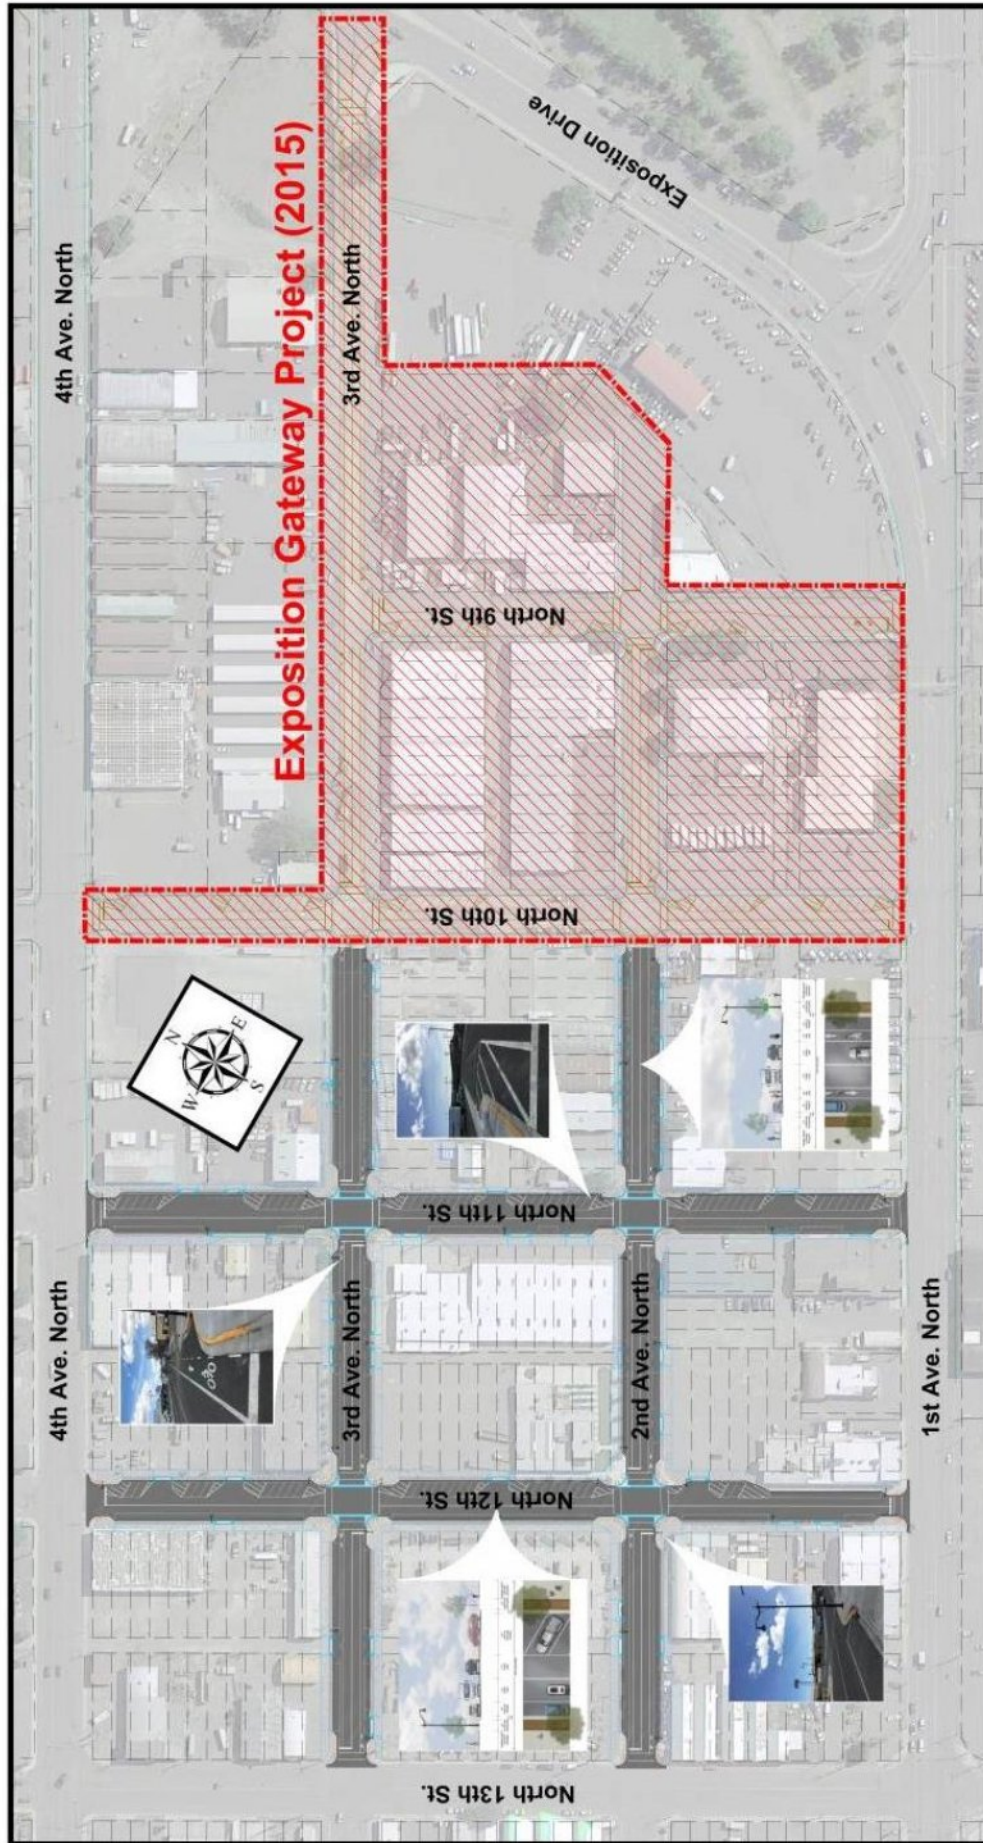 Exposition Gateway Project (2015)
4th Ave. North
3rd Ave. North
Exposition Drive
North 9th St.
North 10th St.
N
E
S
W
North 11th St.
4th Ave. North
3rd Ave. North
2nd Ave. North
1st Ave. North
North 12th St.
North 13th St.